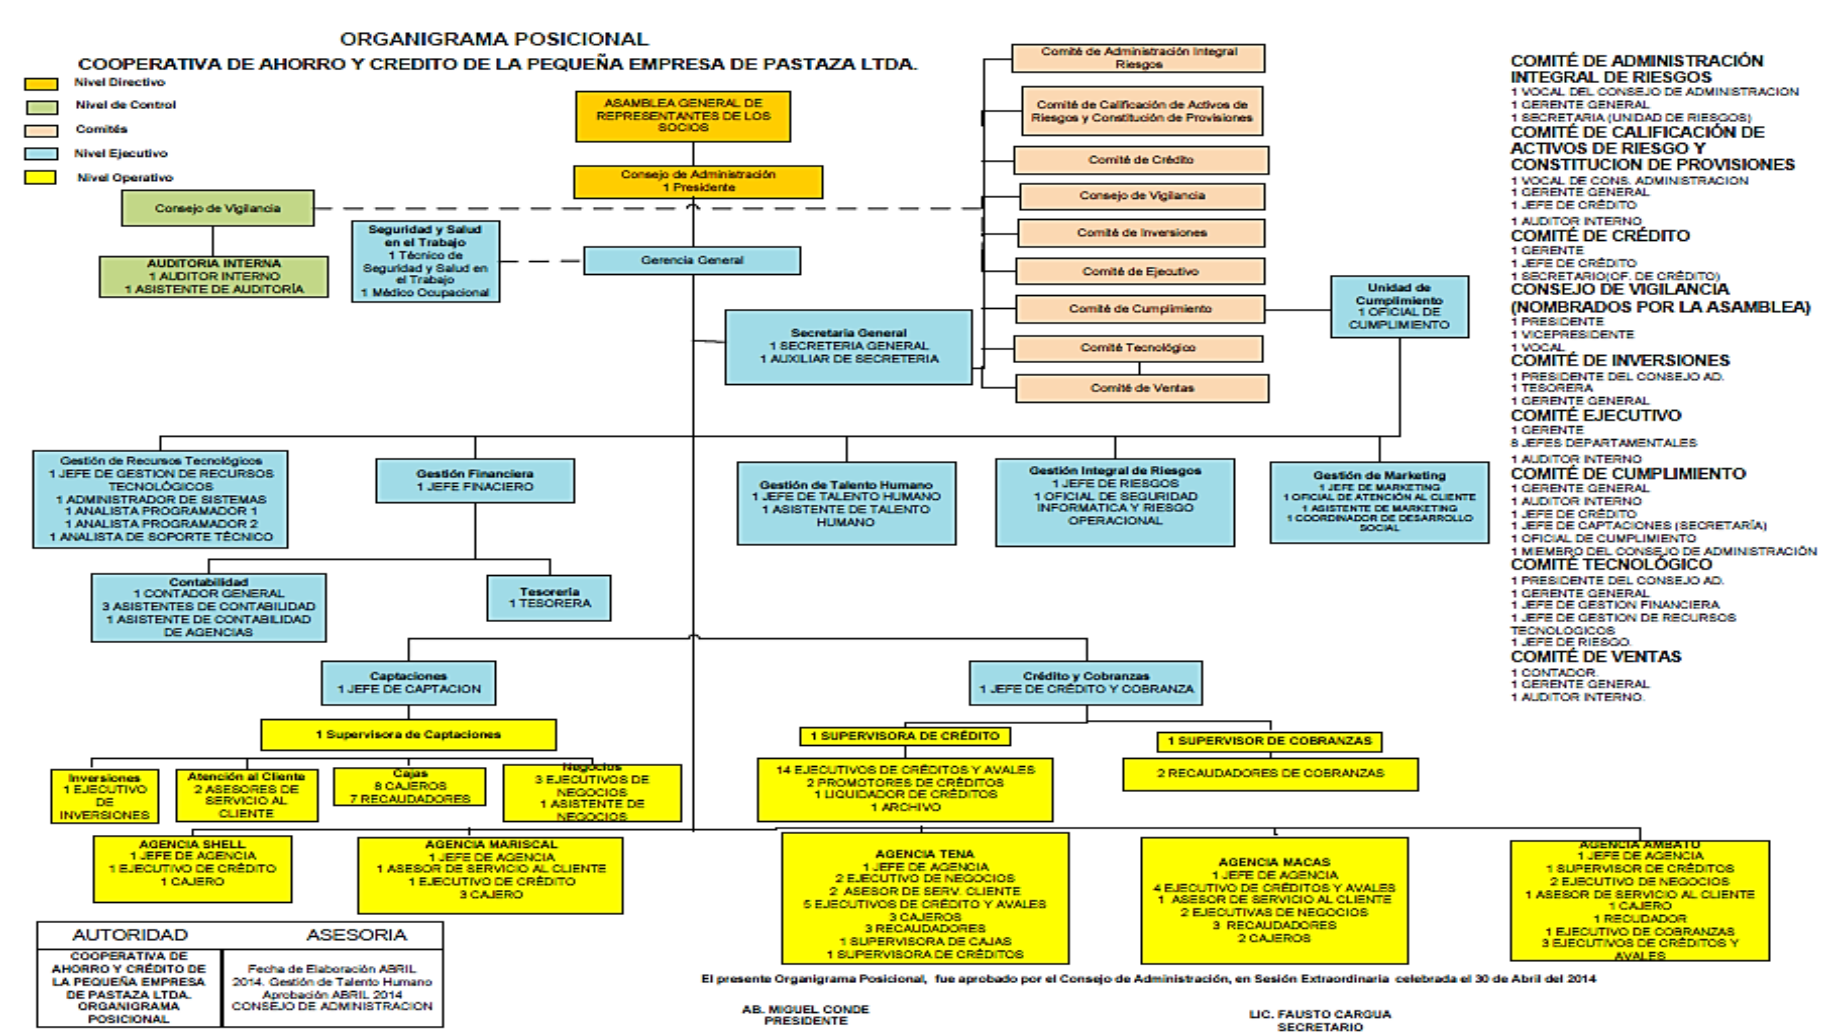 ORGANIGRAMA POSICIONAL
COOPERATIVA DE AHORRO Y CREDITO DE LA PEQUEÑA EMPRESA DE PASTAZA LTDA.
Nivel Directivo
Nivel de Control
Comités
Nivel Ejecutivo
Nivel Operativo
ASAMBLEA GENERAL DE
REPRESENTANTES DE LOS
SOCIOS
Consejo de Administración
1 Presidente
Consejo de Vigilancia
AUDITORIA INTERNA
1 AUDITOR INTERNO
1 ASISTENTE DE AUDITORÍA
Seguridad y Salud
en el Trabajo
1 Técnico de
Seguridad y Salud en
el Trabajo
1 Médico Ocupacional
Gerencia General
Secretaria General
1 SECRETERIA GENERAL
1 AUXILIAR DE SECRETERIA
Comité de Administración Integral
Riesgos
Comité de Calificación de Activos de
Riesgos y Constitución de Provisiones
Comité de Crédito
Consejo de Vigilancia
Comité de Inversiones
Comité de Ejecutivo
Comité de Cumplimiento
Comité Tecnológico
Comité de Ventas
Unidad de
Cumplimiento
1 OFICIAL DE
CUMPLIMIENTO
Gestión de Recursos Tecnológicos
1 JEFE DE GESTION DE RECURSOS
TECNOLÓGICOS
1 ADMINISTRADOR DE SISTEMAS
1 ANALISTA PROGRAMADOR 1
1 ANALISTA PROGRAMADOR 2
1 ANALISTA DE SOPORTE TÉCNICO
Gestión Financiera
1 JEFE FINACIERO
Gestión de Talento Humano
1 JEFE DE TALENTO HUMANO
1 ASISTENTE DE TALENTO
HUMANO
Gestión Integral de Riesgos
1 JEFE DE RIESGOS
1 OFICIAL DE SEGURIDAD
INFORMATICA Y RIESGO
OPERACIONAL
Gestión de Marketing
1 JEFE DE MARKETING
1 OFICIAL DE ATENCIÓN AL CLIENTE
1 ASISTENTE DE MARKETING
1 COORDINADOR DE DESARROLLO
SOCIAL
Contabilidad
1 CONTADOR GENERAL
3 ASISTENTES DE CONTABILIDAD
1 ASISTENTE DE CONTABILIDAD
DE AGENCIAS
Tesorería
1 TESORERA
Captaciones
1 JEFE DE CAPTACION
Crédito y Cobranzas
1 JEFE DE CRÉDITO Y COBRANZA
1 Supervisora de Captaciones
1 SUPERVISORA DE CRÉDITO
1 SUPERVISOR DE COBRANZAS
Inversiones
1 EJECUTIVO
DE
INVERSIONES
Atención al Cliente
2 ASESORES DE
SERVICIO AL
CLIENTE
Cajas
8 CAJEROS
7 RECAUDADORES
Negocios
3 EJECUTIVOS DE
NEGOCIOS
1 ASISTENTE DE
NEGOCIOS
14 EJECUTIVOS DE CRÉDITOS Y AVALES
2 PROMOTORES DE CRÉDITOS
1 LIQUIDADOR DE CRÉDITOS
1 ARCHIVO
2 RECAUDADORES DE COBRANZAS
AGENCIA SHELL
1 JEFE DE AGENCIA
1 EJECUTIVO DE CRÉDITO
1 CAJERO
AGENCIA MARISCAL
1 JEFE DE AGENCIA
1 ASESOR DE SERVICIO AL CLIENTE
1 EJECUTIVO DE CRÉDITO
3 CAJERO
AGENCIA TENA
1 JEFE DE AGENCIA
2 EJECUTIVO DE NEGOCIOS
2 ASESOR DE SERV. CLIENTE
5 EJECUTIVOS DE CRÉDITO Y AVALES
3 CAJEROS
3 RECAUDADORES
1 SUPERVISORA DE CAJAS
1 SUPERVISORA DE CRÉDITOS
AGENCIA MACAS
1 JEFE DE AGENCIA
4 EJECUTIVO DE CRÉDITOS Y AVALES
1 ASESOR DE SERVICIO AL CLIENTE
2 EJECUTIVAS DE NEGOCIOS
3 RECAUDADORES
2 CAJEROS
AGENCIA AMBATO
1 JEFE DE AGENCIA
1 SUPERVISOR DE CRÉDITOS
2 EJECUTIVO DE NEGOCIOS
1 ASESOR DE SERVICIO AL CLIENTE
1 CAJERO
1 RECUDADOR
1 EJECUTIVO DE COBRANZAS
3 EJECUTIVOS DE CRÉDITOS Y
AVALES
COMITÉ DE ADMINISTRACIÓN
INTEGRAL DE RIESGOS
1 VOCAL DEL CONSEJO DE ADMINISTRACION
1 GERENTE GENERAL
1 SECRETARIA (UNIDAD DE RIESGOS)
COMITÉ DE CALIFICACIÓN DE
ACTIVOS DE RIESGO Y
CONSTITUCION DE PROVISIONES
1 VOCAL DE CONS. ADMINISTRACION
1 GERENTE GENERAL
1 JEFE DE CRÉDITO
1 AUDITOR INTERNO
COMITÉ DE CRÉDITO
1 GERENTE
1 JEFE DE CRÉDITO
1 SECRETARIO(OF. DE CRÉDITO)
CONSEJO DE VIGILANCIA
(NOMBRADOS POR LA ASAMBLEA)
1 PRESIDENTE
1 VICEPRESIDENTE
1 VOCAL
COMITÉ DE INVERSIONES
1 PRESIDENTE DEL CONSEJO AD.
1 TESORERA
1 GERENTE GENERAL
COMITÉ EJECUTIVO
1 GERENTE
8 JEFES DEPARTAMENTALES
1 AUDITOR INTERNO
COMITÉ DE CUMPLIMIENTO
1 GERENTE GENERAL
1 AUDITOR INTERNO
1 JEFE DE CRÉDITO
1 JEFE DE CAPTACIONES (SECRETARÍA)
1 OFICIAL DE CUMPLIMIENTO
1 MIEMBRO DEL CONSEJO DE ADMINISTRACIÓN
COMITÉ TECNOLÓGICO
1 PRESIDENTE DEL CONSEJO AD.
1 GERENTE GENERAL
1 JEFE DE GESTION FINANCIERA
1 JEFE DE GESTION DE RECURSOS
TECNOLOGICOS
1 JEFE DE RIESGO.
COMITÉ DE VENTAS
1 CONTADOR.
1 GERENTE GENERAL
1 AUDITOR INTERNO.
AUTORIDAD
ASESORIA
COOPERATIVA DE
AHORRO Y CRÉDITO DE
LA PEQUEÑA EMPRESA
DE PASTAZA LTDA.
ORGANIGRAMA
POSICIONAL
Fecha de Elaboración ABRIL
2014. Gestión de Talento Humano
Aprobación ABRIL 2014
CONSEJO DE ADMINISTRACION
El presente Organigrama Posicional, fue aprobado por el Consejo de Administración, en Sesión Extraordinaria celebrada el 30 de Abril del 2014
AB. MIGUEL CONDE
PRESIDENTE
LIC. FAUSTO CARGUA
SECRETARIO